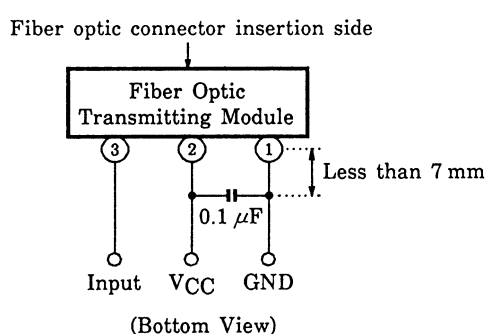 Fiber optic connector insertion side
Fiber Optic
Transmitting Module
3 2 1
Less than 7 mm
0.1 μF
Input VCC GND
(Bottom View)